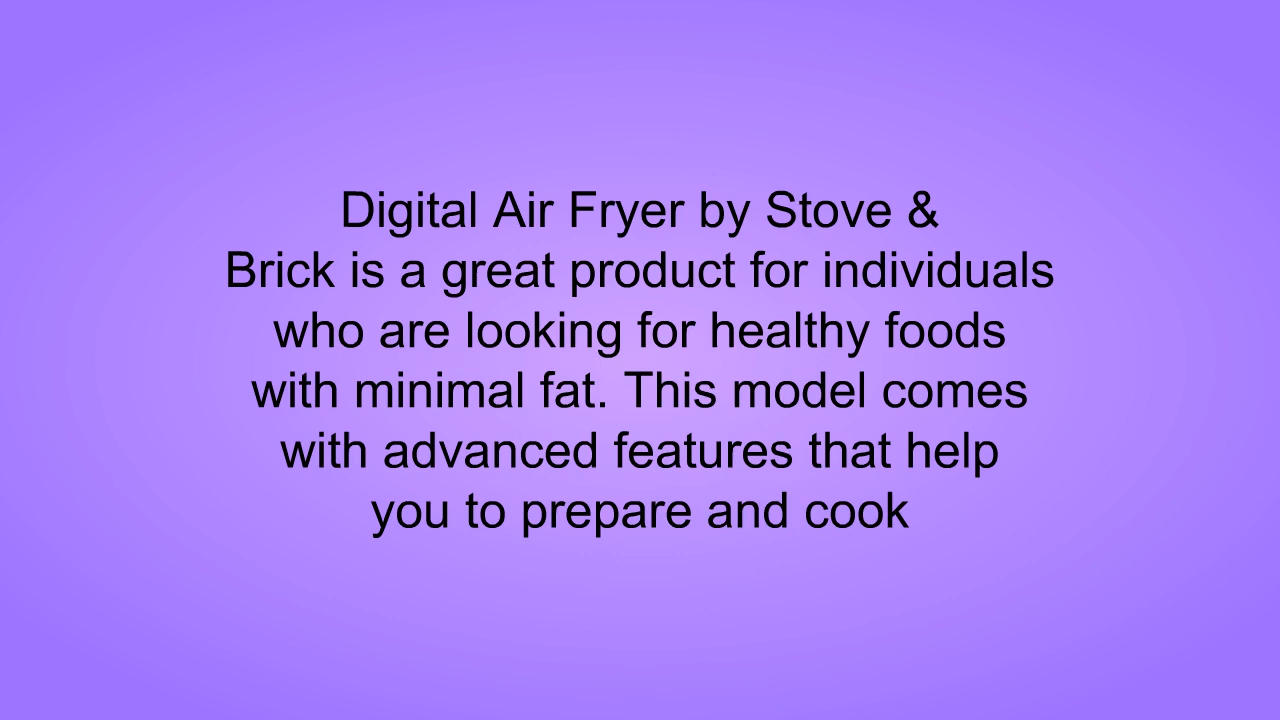 Digital Air Fryer by Stove &
Brick is a great product for individuals
who are looking for healthy foods
with minimal fat. This model comes
with advanced features that help
you to prepare and cook